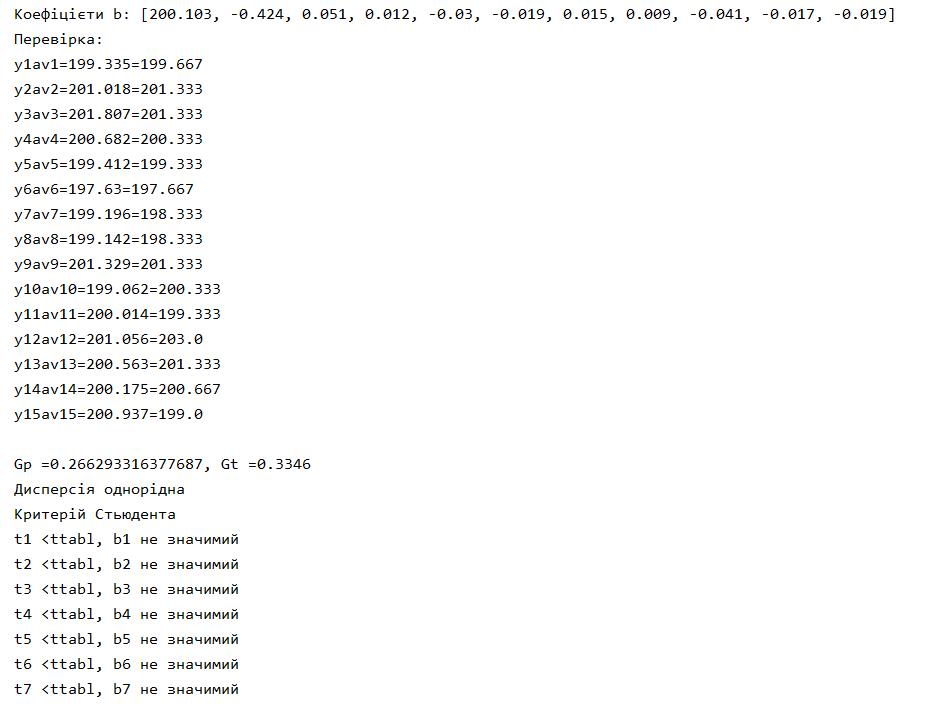 Коефіцієти b: [200.103, -0.424, 0.051, 0.012, -0.03, -0.019, 0.015, 0.009, -0.041, -0.017, -0.019]
Перевірка:
y1av1=199.335=199.667
y2av2=201.018=201.333
y3av3=201.807=201.333
y4av4=200.682=200.333
y5av5=199.412=199.333
y6av6=197.63=197.667
y7av7=199.196=198.333
y8av8=199.142=198.333
y9av9=201.329=201.333
y10av10=199.062=200.333
y11av11=200.014=199.333
y12av12=201.056=203.0
y13av13=200.563=201.333
y14av14=200.175=200.667
y15av15=200.937=199.0
Gp =0.266293316377687, Gt =0.3346
Дисперсія однорідна
Критерій Стьюдента
t1 <ttabl, b1 не значимий
t2 <ttabl, b2 не значимий
t3 <ttabl, b3 не значимий
t4 <ttabl, b4 не значимий
t5 <ttabl, b5 не значимий
t6 <ttabl, b6 не значимий
t7 <ttabl, b7 не значимий